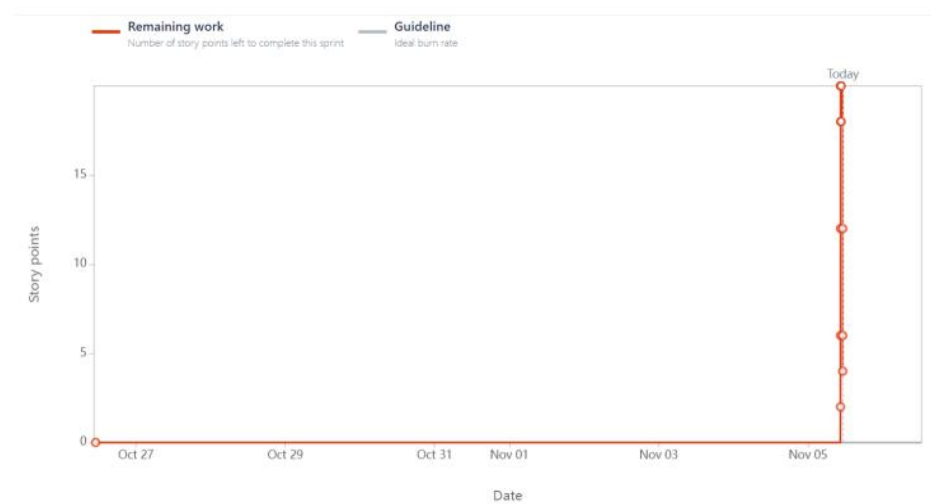 Remaining work
Number of story points left to complete this sprint
Guideline
Ideal burn rate
Today
15
10
Story points
5
0
Oct 27 Oct 29 Oct 31 Nov 01 Nov 03 Nov 05
Date